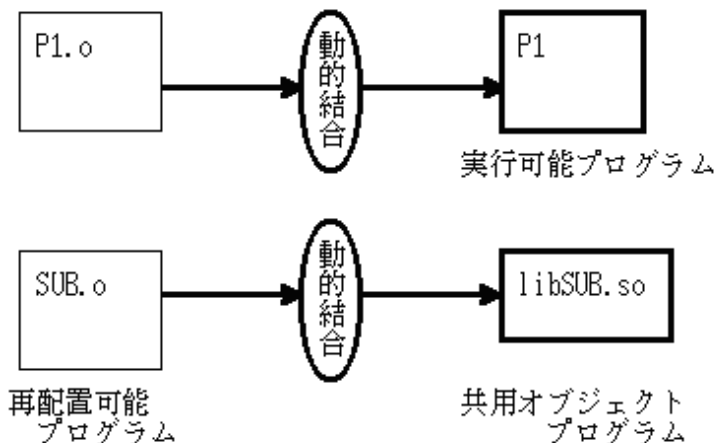 P1.o
動的結合
P1
実行可能プログラム
SUB.o
動的結合
libSUB.so
再配置可能
プログラム
共用オブジェクト
プログラム